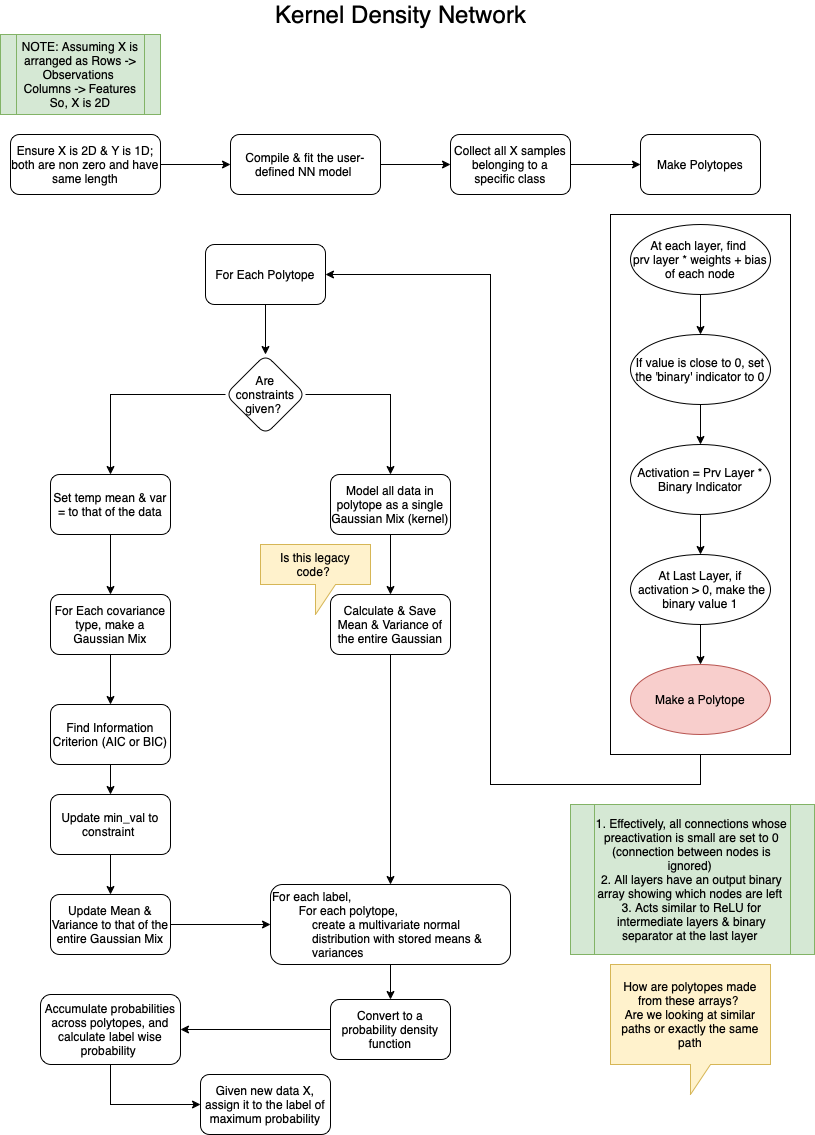 Kernel Density Network
NOTE: Assuming X is
arranged as Rows ->
Observations
Columns -> Features
So, X is 2D
Ensure X is 2D & Y is 1D;
both are non zero and have
same length
Compile & fit the user-
defined NN model
Collect all X samples
belonging to a
specific class
Make Polytopes
At each layer, find
prv layer * weights + bias
of each node
If value is close to 0, set
the 'binary' indicator to 0
Activation = Prv Layer *
Binary Indicator
At Last Layer, if
activation > 0, make the
binary value 1
Make a Polytope
For Each Polytope
Are
constraints
given?
Set temp mean & var
= to that of the data
For Each covariance
type, make a
Gaussian Mix
Find Information
Criterion (AIC or BIC)
Update min_val to
constraint
Update Mean &
Variance to that of the
entire Gaussian Mix
Model all data in
polytope as a single
Gaussian Mix (kernel)
Is this legacy
code?
Calculate & Save
Mean & Variance of
the entire Gaussian
For each label,
For each polytope,
create a multivariate normal
distribution with stored means &
variances
Convert to a
probability density
function
Accumulate probabilities
across polytopes, and
calculate label wise
probability
Given new data X,
assign it to the label of
maximum probability
1. Effectively, all connections whose
preactivation is small are set to 0
(connection between nodes is
ignored)
2. All layers have an output binary
array showing which nodes are left
3. Acts similar to ReLU for
intermediate layers & binary
separator at the last layer
How are polytopes made
from these arrays?
Are we looking at similar
paths or exactly the same
path